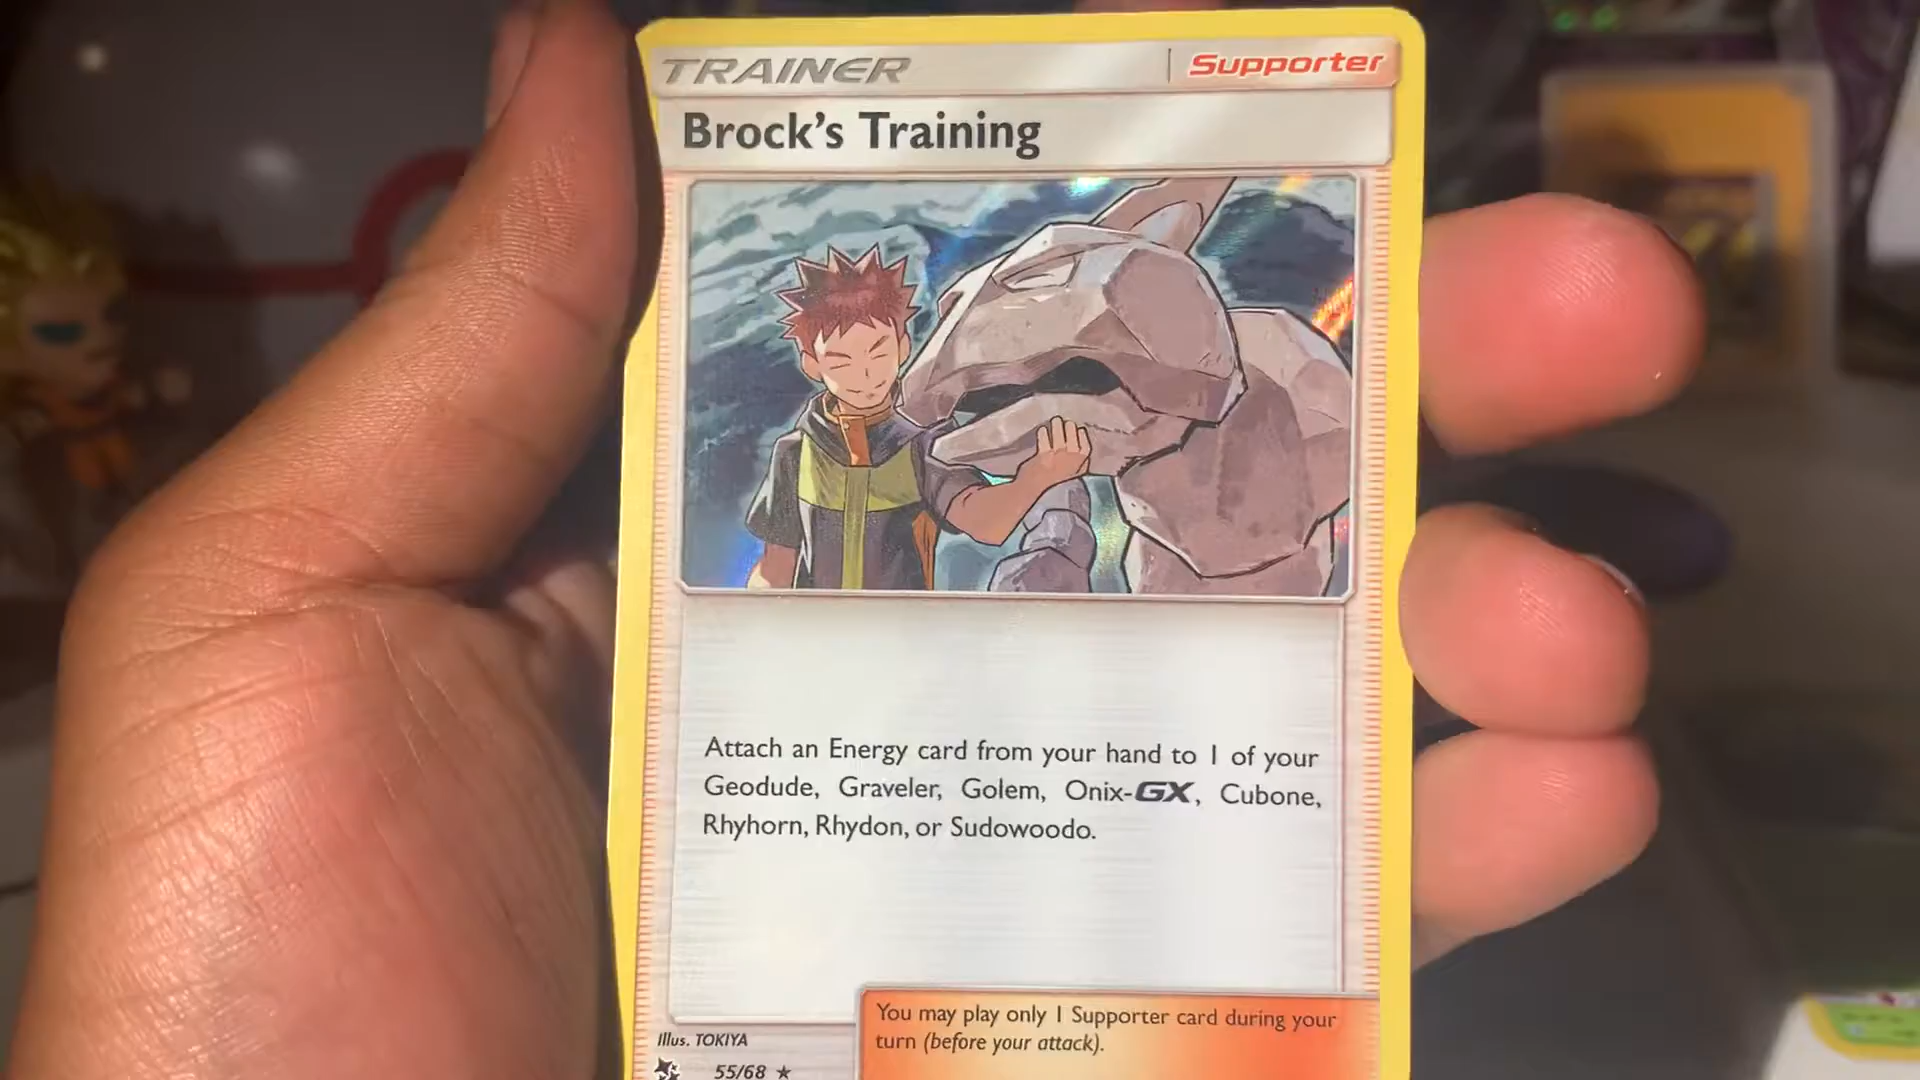 TRAINER
Supporter
Brock's Training
Attach an Energy card from your hand to 1 of your
Geodude, Graveler, Golem, Onix-GX, Cubone,
Rhyhorn, Rhydon, or Sudowoodo.
You may play only 1 Supporter card during your
turn (before your attack).
Illus. TOKIYA
55/68 ★